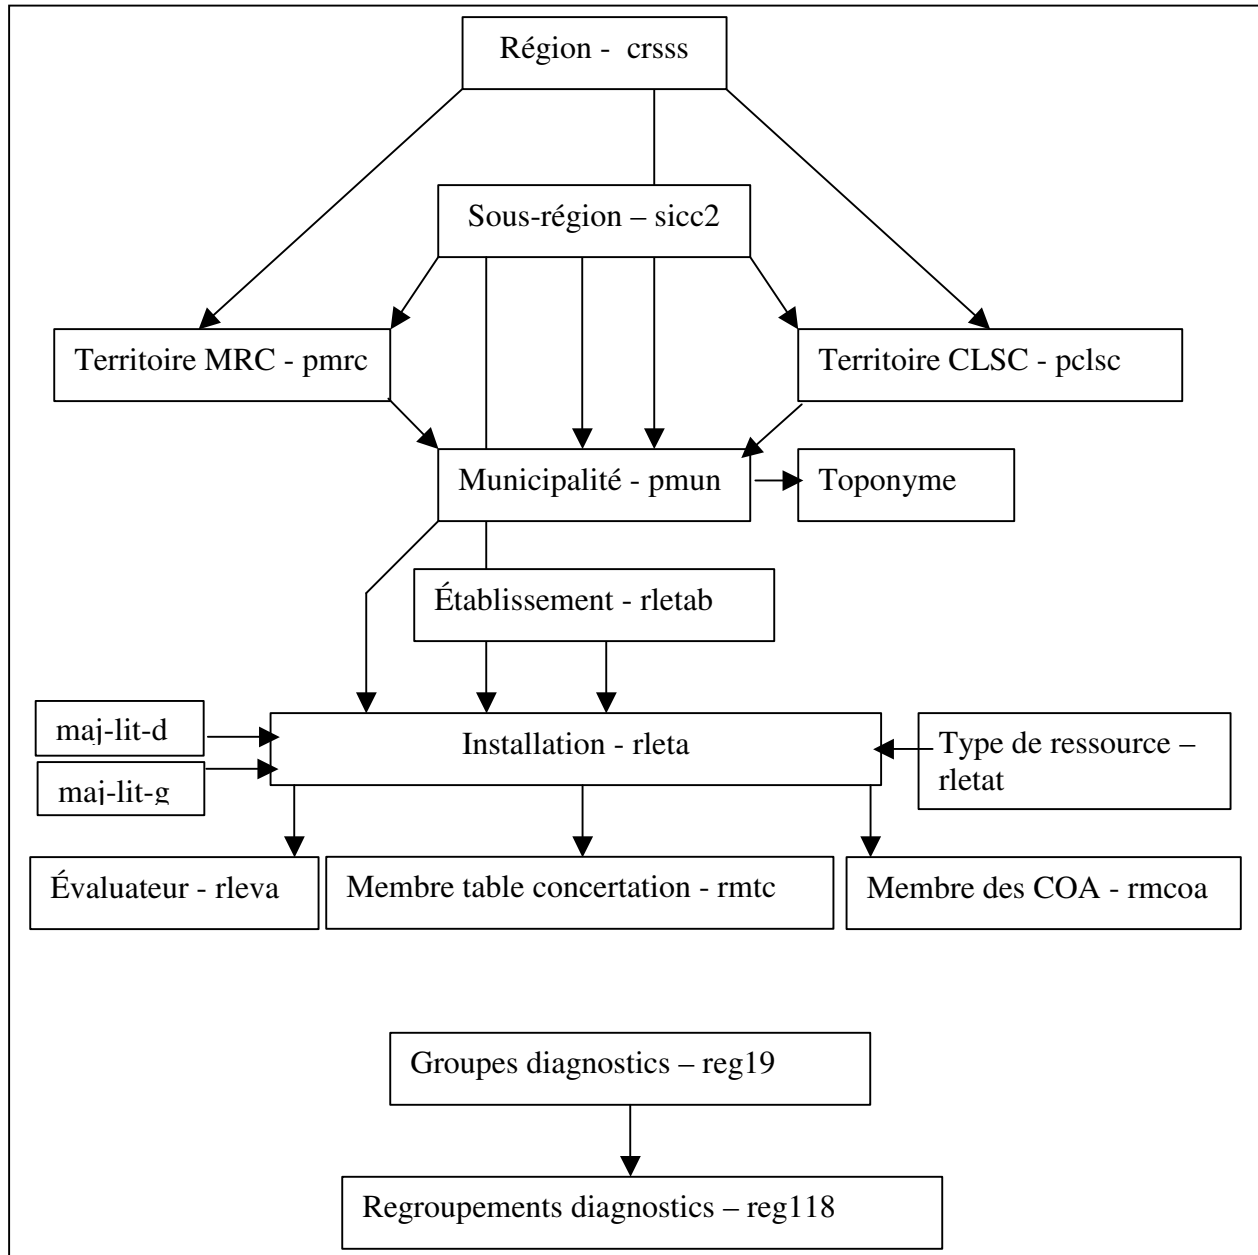 Région - crsss
Sous-région – sicc2
Territoire MRC - pmrc
Territoire CLSC - pclsc
Municipalité - pmun
Toponyme
Établissement - rletab
maj-lit-d
Installation - rleta
Type de ressource –
rletat
maj-lit-g
Évaluateur - rleva
Membre table concertation - rmtc
Membre des COA - rmcoa
Groupes diagnostics – reg19
Regroupements diagnostics – reg118